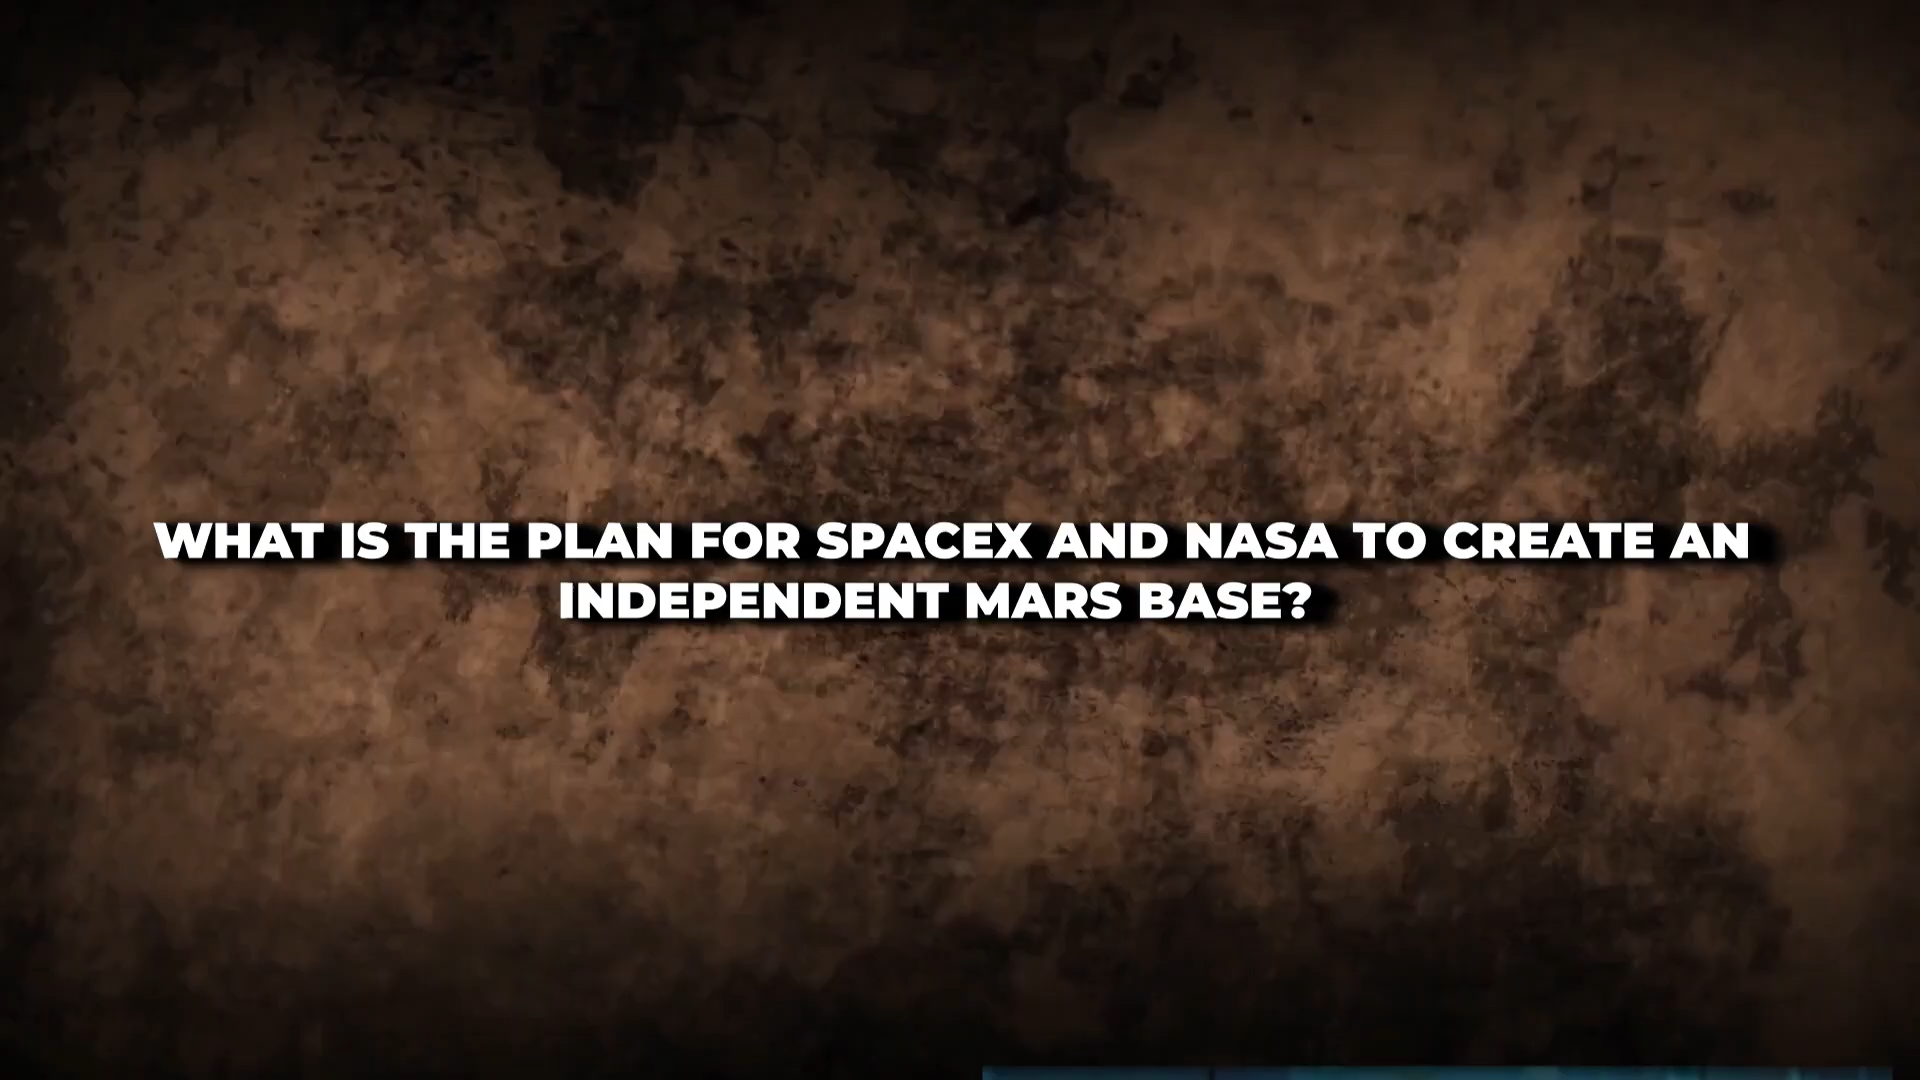 WHAT IS THE PLAN FOR SPACEX AND NASA TO CREATE AN
INDEPENDENT MARS BASE?